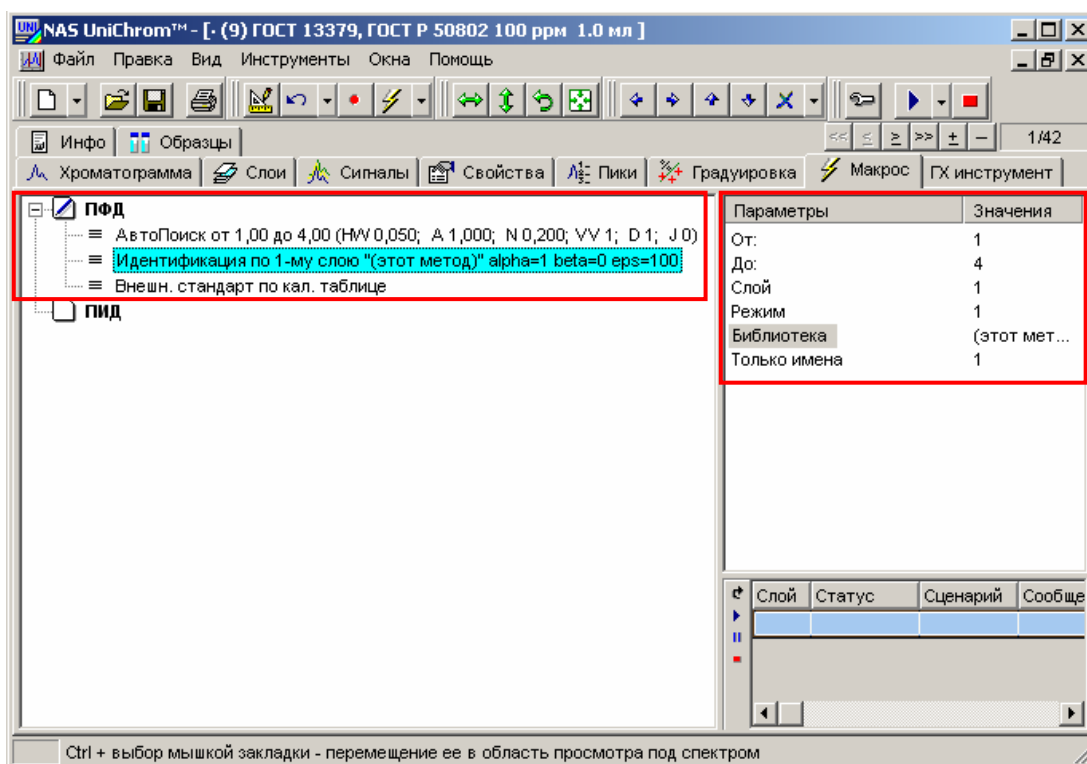 NAS UniChrom™ - [· (9) ГОСТ 13379, ГОСТ Р 50802 100 ррм 1.0 мл ]
Файл Правка Вид Инструменты Окна Помощь
Инфо Образцы << ≤ ≥ >> ± − 1/42
Хроматограмма Слои Сигналы Свойства Пики Градуировка Макрос ГХ инструмент
ПФД
АвтоПоиск от 1,00 до 4,00 (HW 0,050; A 1,000; N 0,200; VV 1; D 1; J 0)
Идентификация по 1-му слою "(этот метод)" alpha=1 beta=0 eps=100
Внешн. стандарт по кал. таблице
ПИД
Параметры Значения
От: 1
До: 4
Слой 1
Режим 1
Библиотека (этот мет...
Только имена 1
Слой Статус Сценарий Сообще
Ctrl + выбор мышкой закладки - перемещение ее в область просмотра под спектром